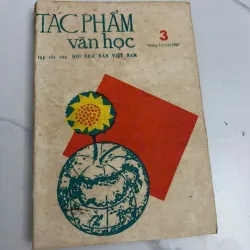 TÁC PHẨM
văn học
tạp chí của HỘI NHÀ VĂN VIỆT NAM
3